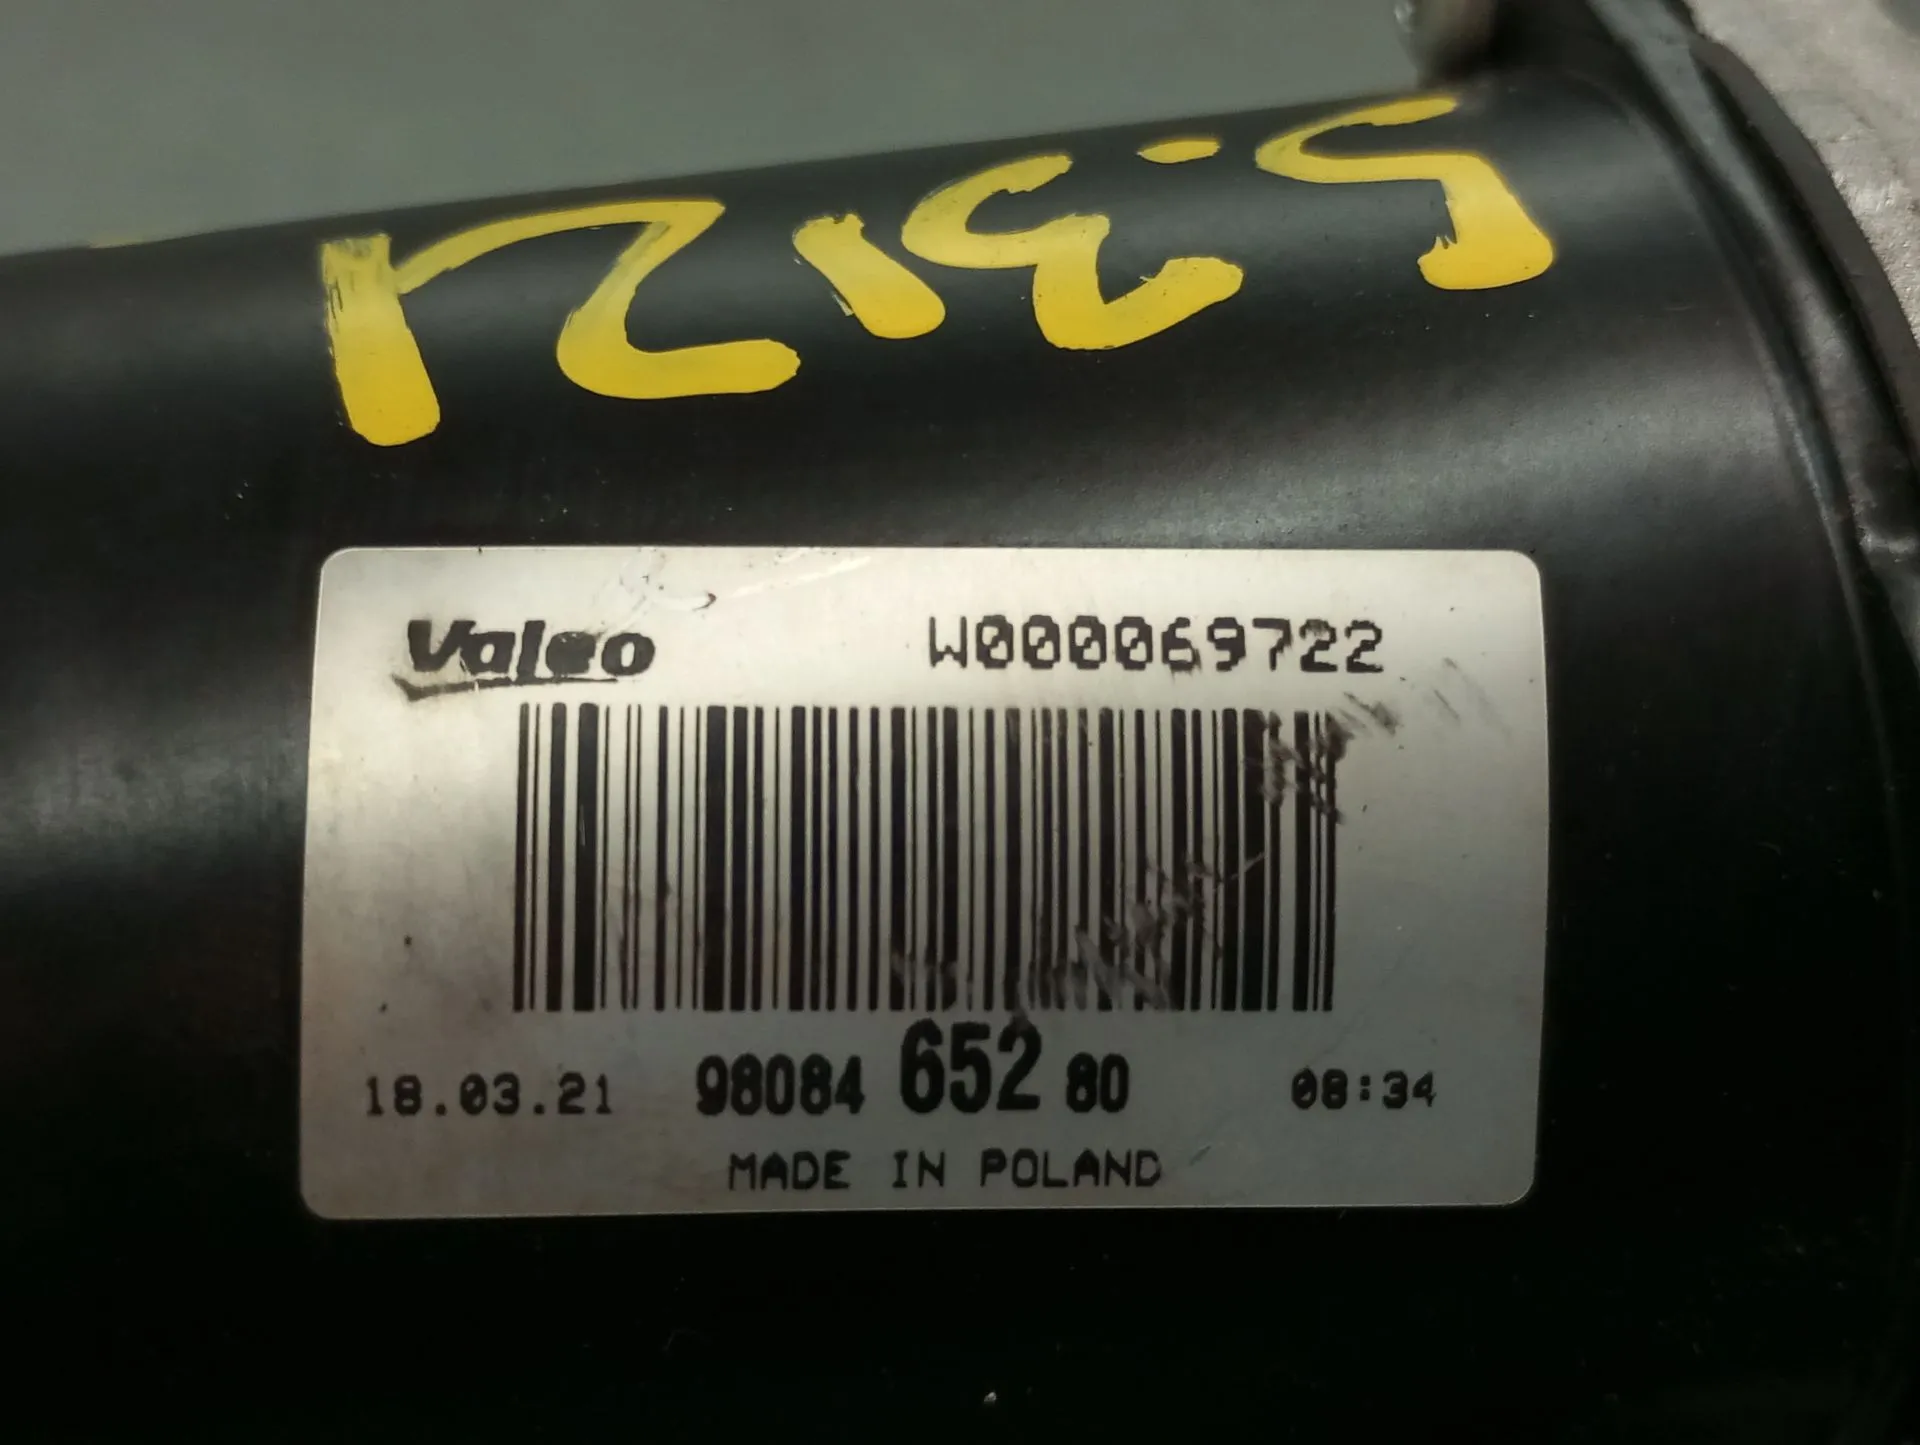 Valeo W000069722
18.03.21 98084 652 80 08:34
MADE IN POLAND